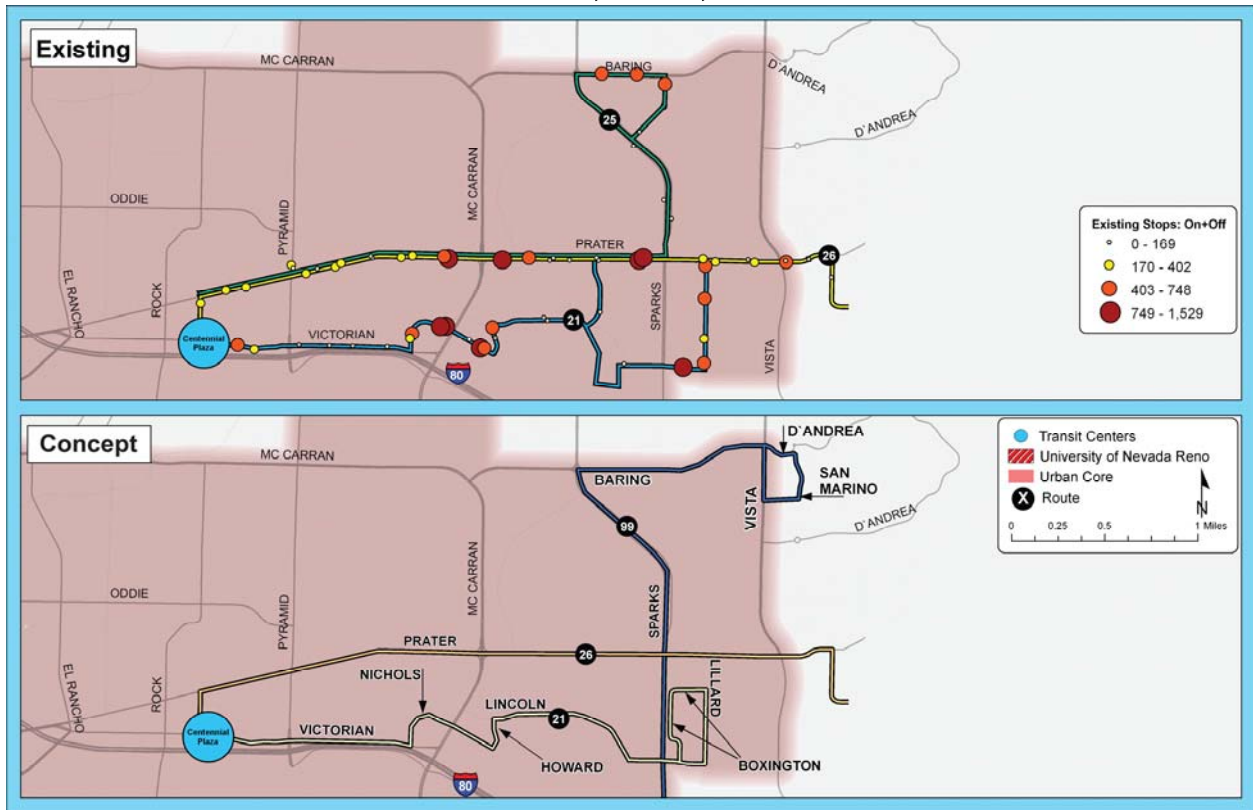 Existing
MC CARRAN
BARING
D'ANDREA
D'ANDREA
25
ODDIE
PYRAMID
MC CARRAN
PRATER
26
EL RANCHO
ROCK
Centennial
Plaza
VICTORIAN
21
SPARKS
VISTA
80
Existing Stops: On+Off
0 - 169
170 - 402
403 - 748
749 - 1,529
Concept
MC CARRAN
BARING
D'ANDREA
SAN
MARINO
VISTA
D'ANDREA
99
ODDIE
PYRAMID
MC CARRAN
SPARKS
PRATER
26
EL RANCHO
ROCK
NICHOLS
LINCOLN
LILLARD
Centennial
Plaza
VICTORIAN
21
HOWARD
BOXINGTON
80
Transit Centers
University of Nevada Reno
Urban Core
X Route
N
0 0.25 0.5 1 Miles